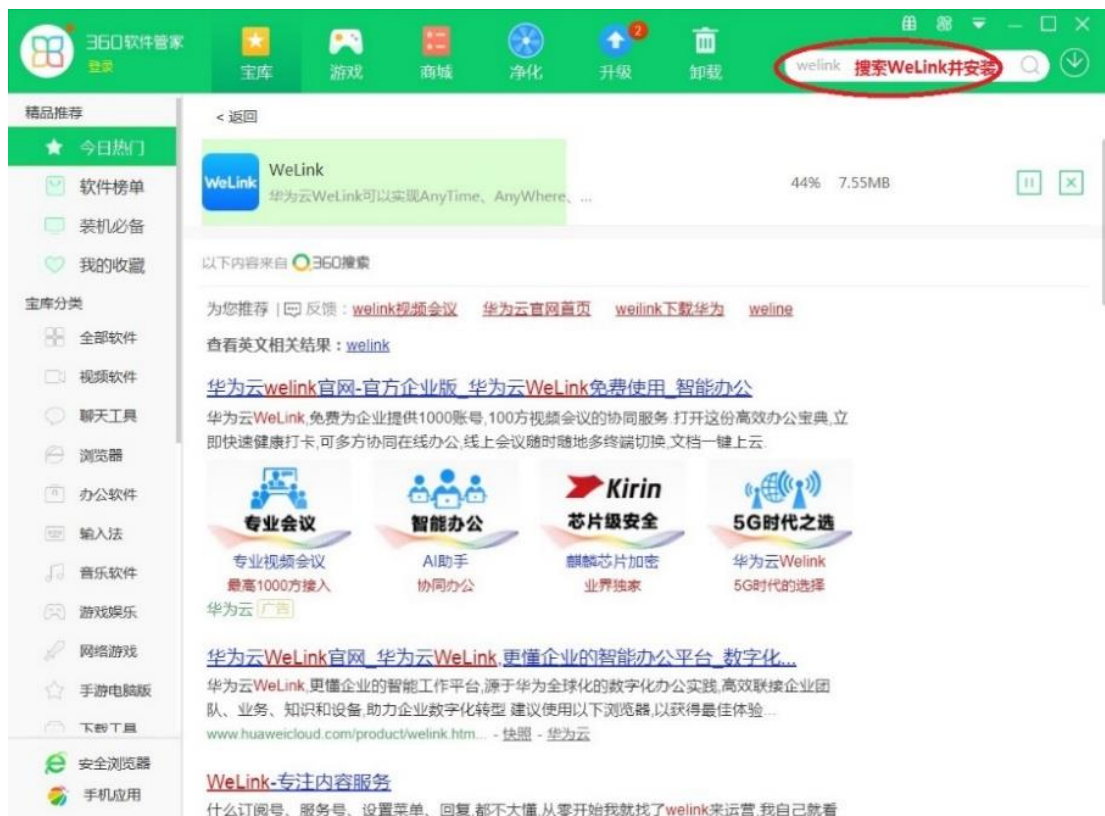 360软件管家
登录
宝库
游戏
商城
净化
2
升级
卸载
welink 搜索WeLink并安装
精品推荐
今日热门
软件榜单
装机必备
我的收藏
宝库分类
全部软件
视频软件
聊天工具
浏览器
办公软件
输入法
音乐软件
游戏娱乐
网络游戏
手游电脑版
下载工具
安全浏览器
手机应用
< 返回
WeLink
WeLink
华为云WeLink可以实现AnyTime、AnyWhere、...
44% 7.55MB
以下内容来自 360搜索
为您推荐 | 反馈：welink视频会议 华为云官网首页 weilink下载华为 weline
查看英文相关结果：welink
华为云welink官网-官方企业版_华为云WeLink免费使用_智能办公
华为云WeLink,免费为企业提供1000账号,100方视频会议的协同服务.打开这份高效办公宝典,立
即快速健康打卡,可多方协同在线办公,线上会议随时随地多终端切换,文档一键上云.
专业会议
智能办公
Kirin
芯片级安全
5G时代之选
专业视频会议
最高1000方接入
AI助手
协同办公
麒麟芯片加密
业界独家
华为云Welink
5G时代的选择
华为云 广告
华为云WeLink官网_华为云WeLink,更懂企业的智能办公平台_数字化...
华为云WeLink,更懂企业的智能工作平台,源于华为全球化的数字化办公实践,高效联接企业团
队、业务、知识和设备,助力企业数字化转型 建议使用以下浏览器,以获得最佳体验...
www.huaweicloud.com/product/welink.htm... - 快照 - 华为云
WeLink-专注内容服务
什么订阅号、服务号、设置菜单、回复,都不大懂,从零开始我就找了welink来运营,我自己就看